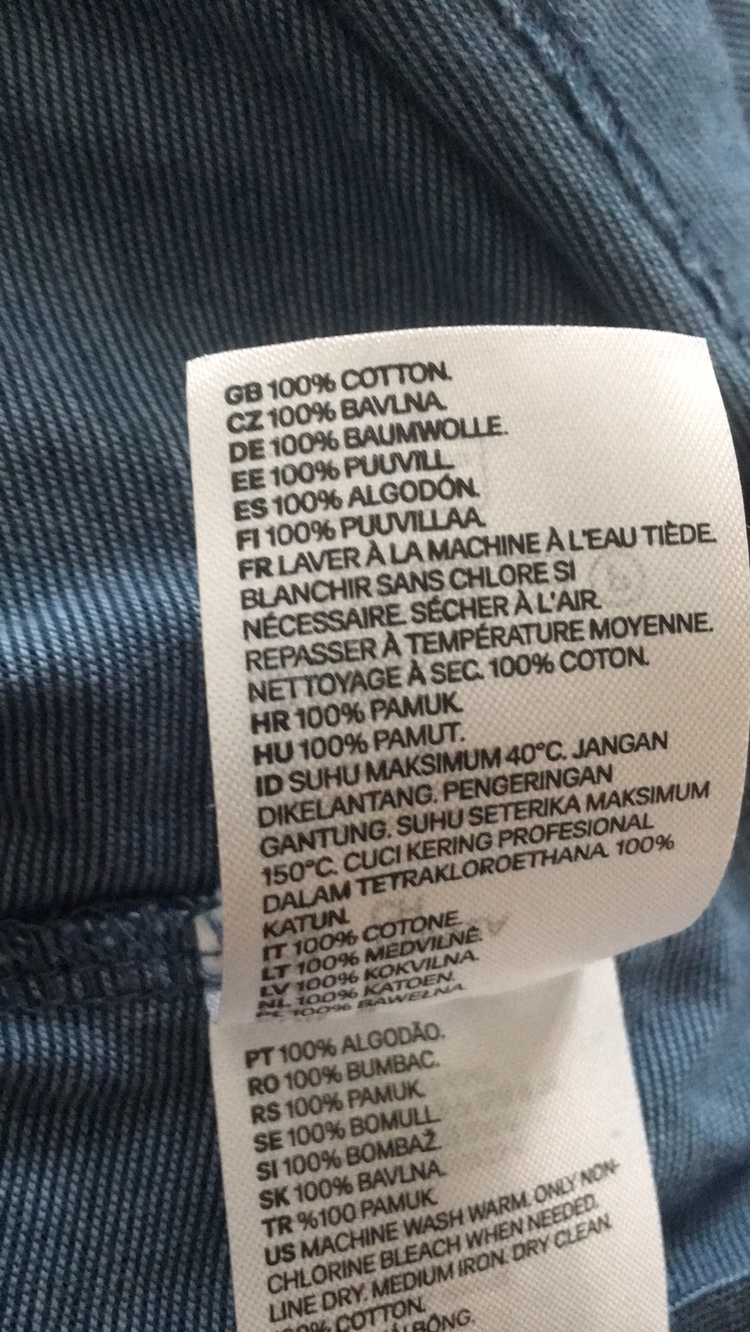 GB 100% COTTON.
CZ 100% BAVLNA.
DE 100% BAUMWOLLE.
EE 100% PUUVILL.
ES 100% ALGODÓN.
FI 100% PUUVILLAA.
FR LAVER À LA MACHINE À L'EAU TIÈDE.
BLANCHIR SANS CHLORE SI
NÉCESSAIRE. SÉCHER À L'AIR.
REPASSER À TEMPÉRATURE MOYENNE.
NETTOYAGE À SEC. 100% COTON.
HR 100% PAMUK.
HU 100% PAMUT.
ID SUHU MAKSIMUM 40°C. JANGAN
DIKELANTANG. PENGERINGAN
GANTUNG. SUHU SETERIKA MAKSIMUM
150°C. CUCI KERING PROFESIONAL
DALAM TETRAKLOROETHANA. 100%
KATUN.
IT 100% COTONE.
LT 100% MEDVILNĖ.
LV 100% KOKVILNA.
NL 100% KATOEN.
PL 100% BAWEŁNA.
PT 100% ALGODÃO.
RO 100% BUMBAC.
RS 100% PAMUK.
SE 100% BOMULL.
SI 100% BOMBAŽ.
SK 100% BAVLNA.
TR %100 PAMUK.
US MACHINE WASH WARM. ONLY NON-
CHLORINE BLEACH WHEN NEEDED.
LINE DRY. MEDIUM IRON. DRY CLEAN.
100% COTTON.
BÔNG.